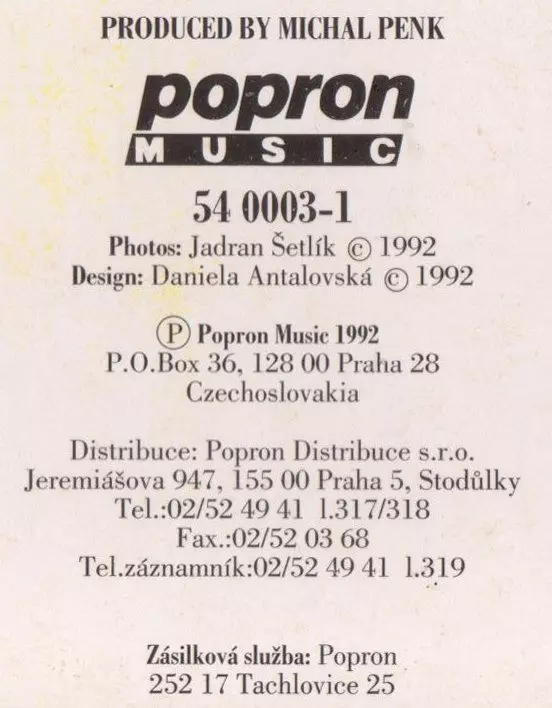 PRODUCED BY MICHAL PENK
popron
MUSIC
54 0003-1
Photos: Jadran Šetlík © 1992
Design: Daniela Antalovská © 1992
Ⓟ Popron Music 1992
P.O.Box 36, 128 00 Praha 28
Czechoslovakia
Distribuce: Popron Distribuce s.r.o.
Jeremiášova 947, 155 00 Praha 5, Stodůlky
Tel.:02/52 49 41 l.317/318
Fax.:02/52 03 68
Tel.záznamník:02/52 49 41 l.319
Zásilková služba: Popron
252 17 Tachlovice 25